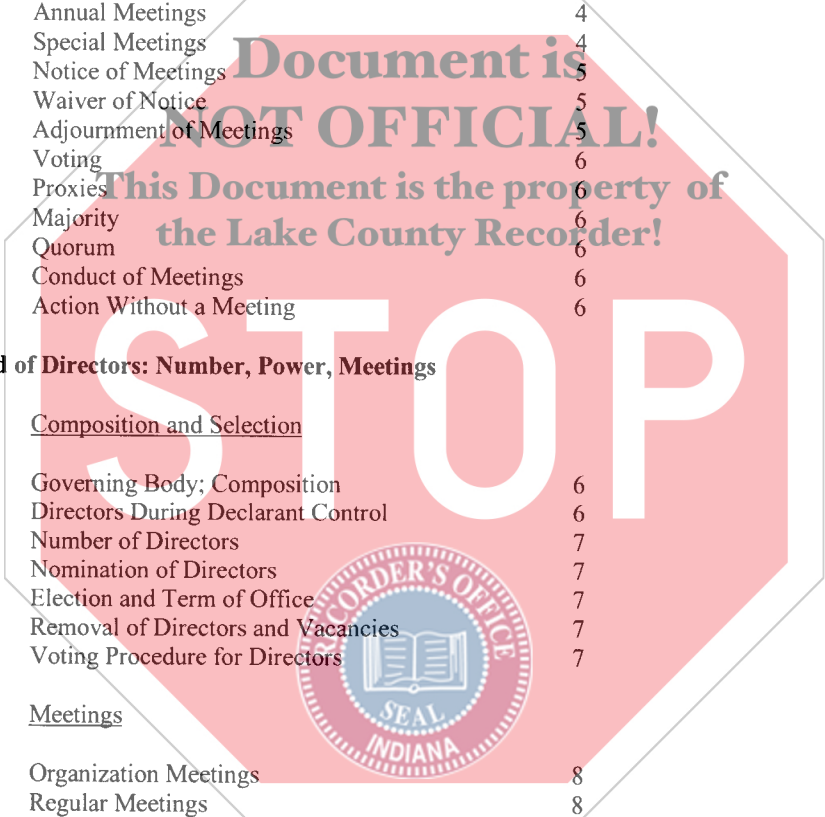 Annual Meetings 4
Special Meetings 4
Document is
Notice of Meetings 5
Waiver of Notice 5
NOT OFFICIAL!
Adjournment of Meetings 5
Voting 6
Proxies 6
This Document is the property of
Majority 6
the Lake County Recorder!
Quorum 6
Conduct of Meetings 6
Action Without a Meeting 6
STOP
of Directors: Number, Power, Meetings
Composition and Selection
Governing Body; Composition 6
Directors During Declarant Control 6
Number of Directors 7
Nomination of Directors 7
Election and Term of Office 7
Removal of Directors and Vacancies 7
Voting Procedure for Directors 7
RECORDER'S OFFICE
SEAL
INDIANA
Meetings
Organization Meetings 8
Regular Meetings 8